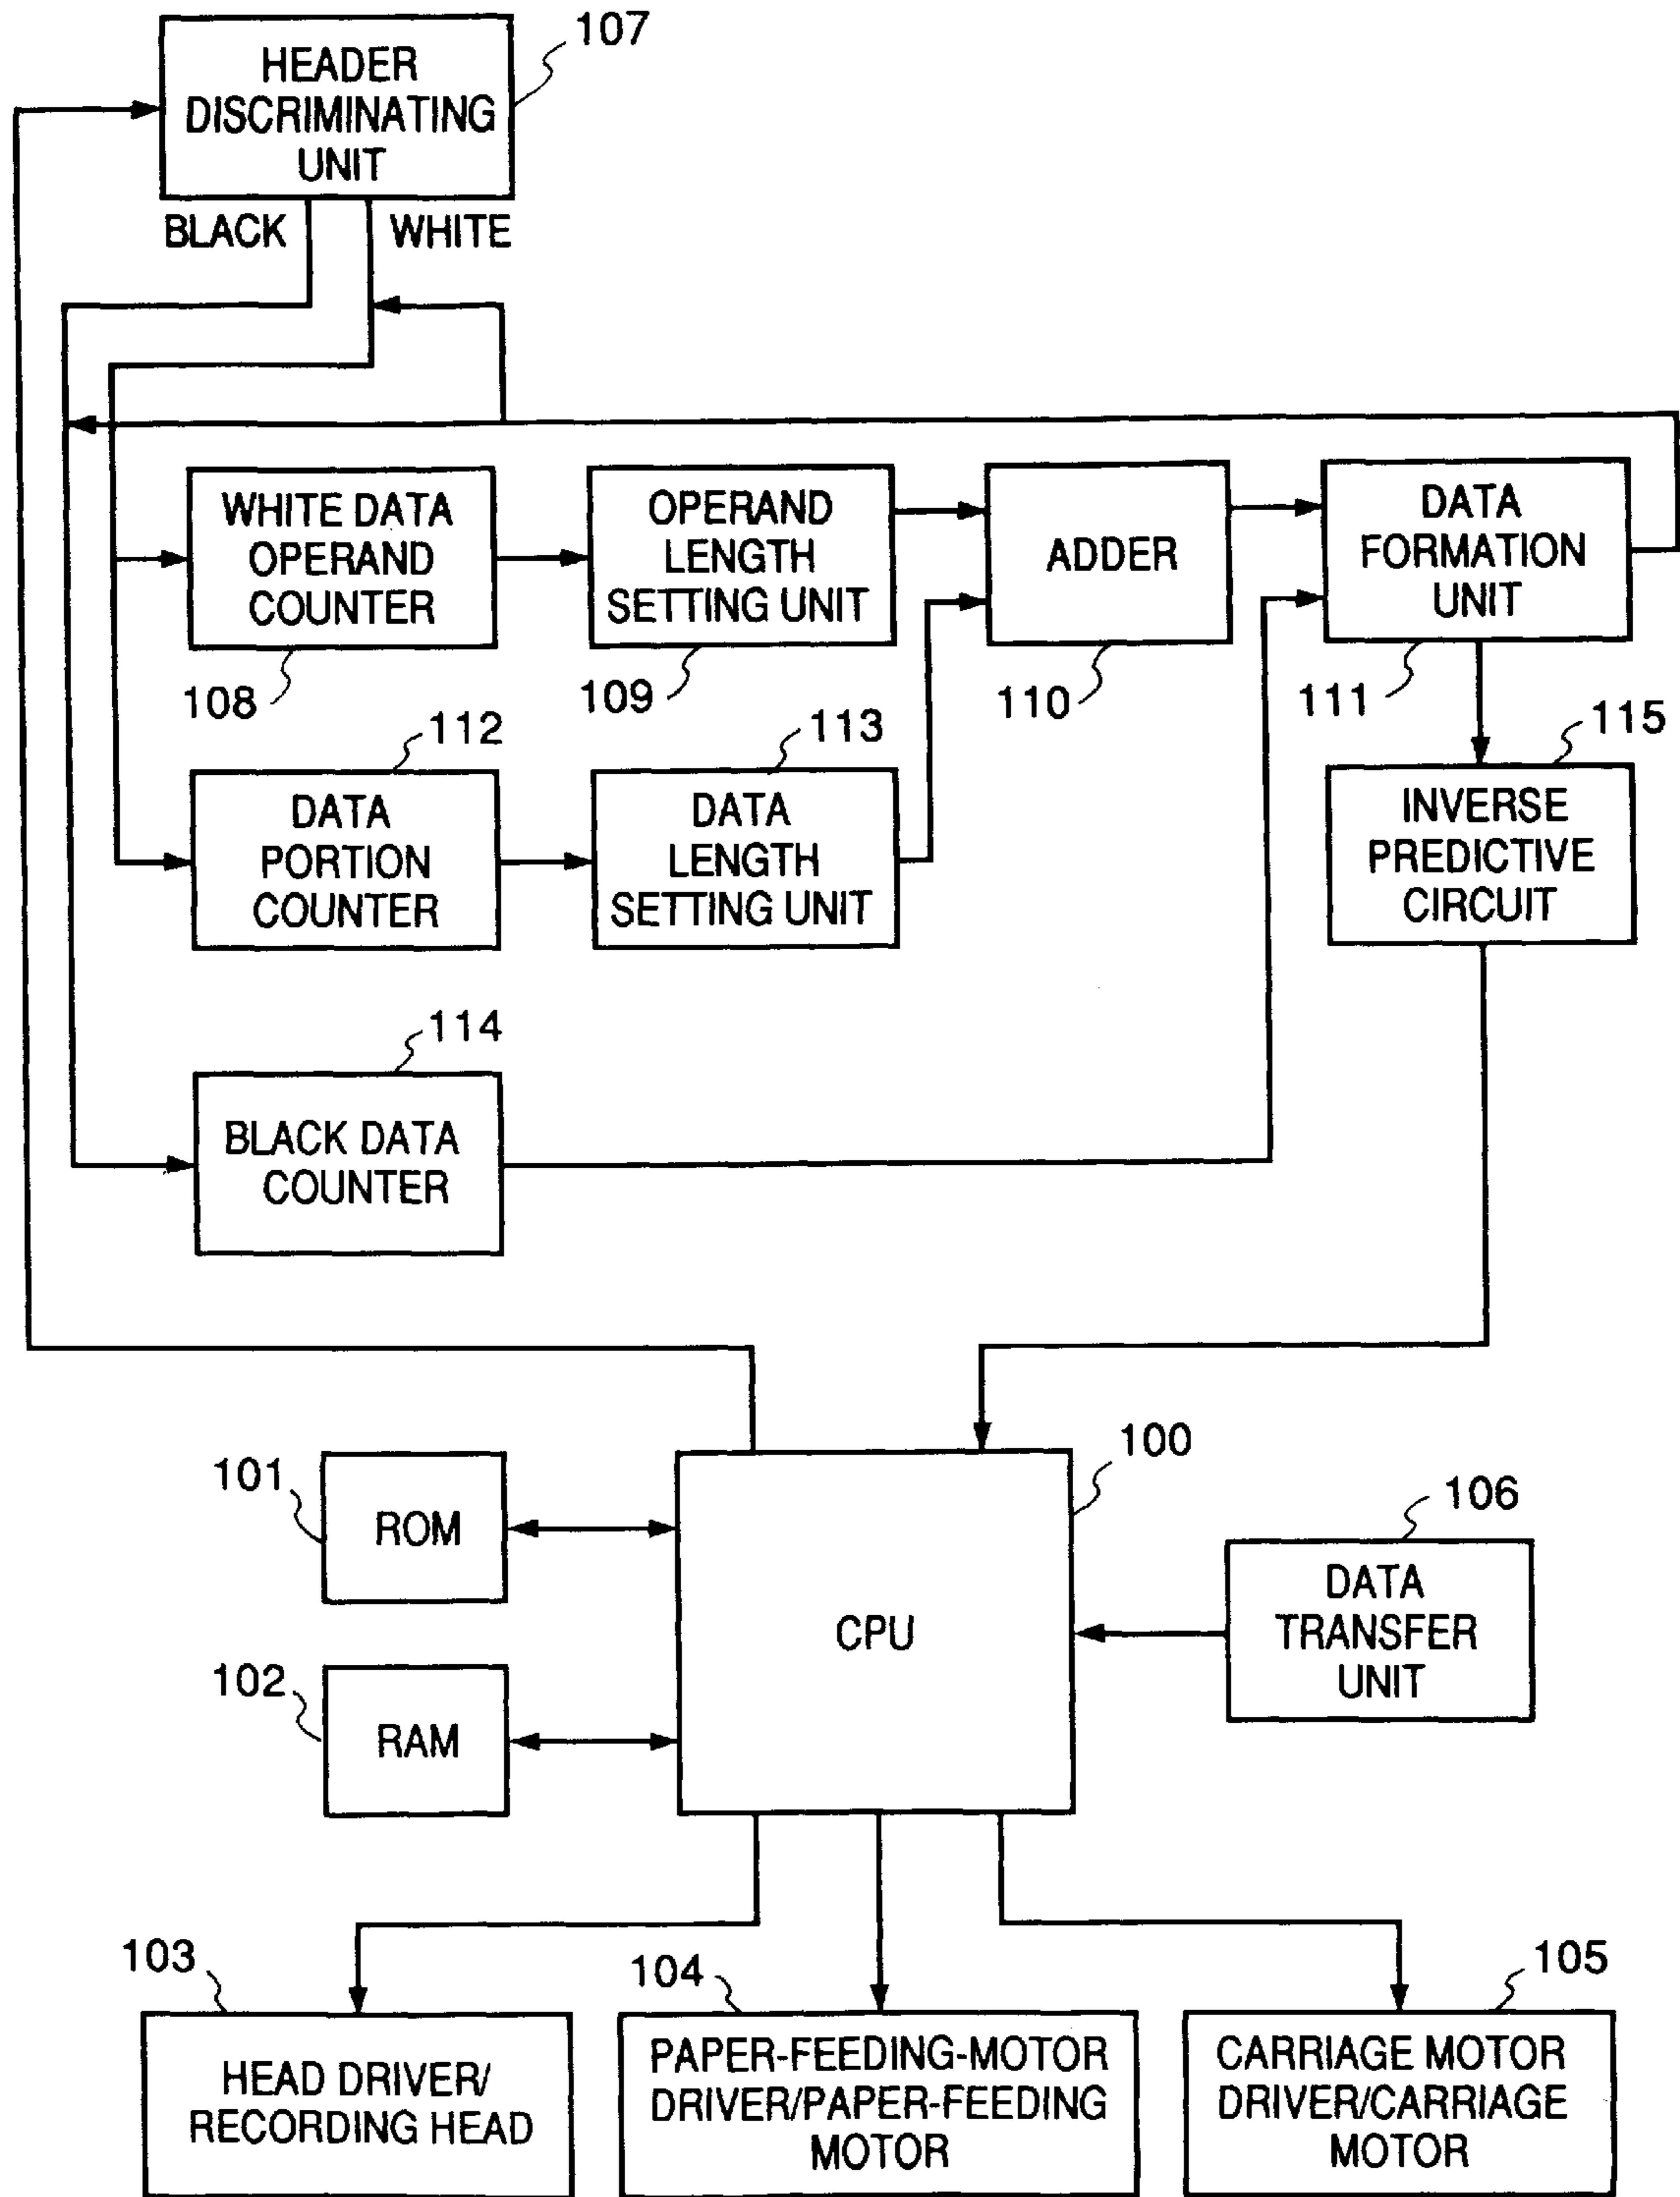 107
HEADER
DISCRIMINATING
UNIT
BLACK
WHITE
WHITE DATA
OPERAND
COUNTER
108
OPERAND
LENGTH
SETTING UNIT
109
ADDER
110
DATA
FORMATION
UNIT
111
112
DATA
PORTION
COUNTER
113
DATA
LENGTH
SETTING UNIT
115
INVERSE
PREDICTIVE
CIRCUIT
114
BLACK DATA
COUNTER
100
CPU
101
ROM
102
RAM
106
DATA
TRANSFER
UNIT
103
HEAD DRIVER/
RECORDING HEAD
104
PAPER-FEEDING-MOTOR
DRIVER/PAPER-FEEDING
MOTOR
105
CARRIAGE MOTOR
DRIVER/CARRIAGE
MOTOR